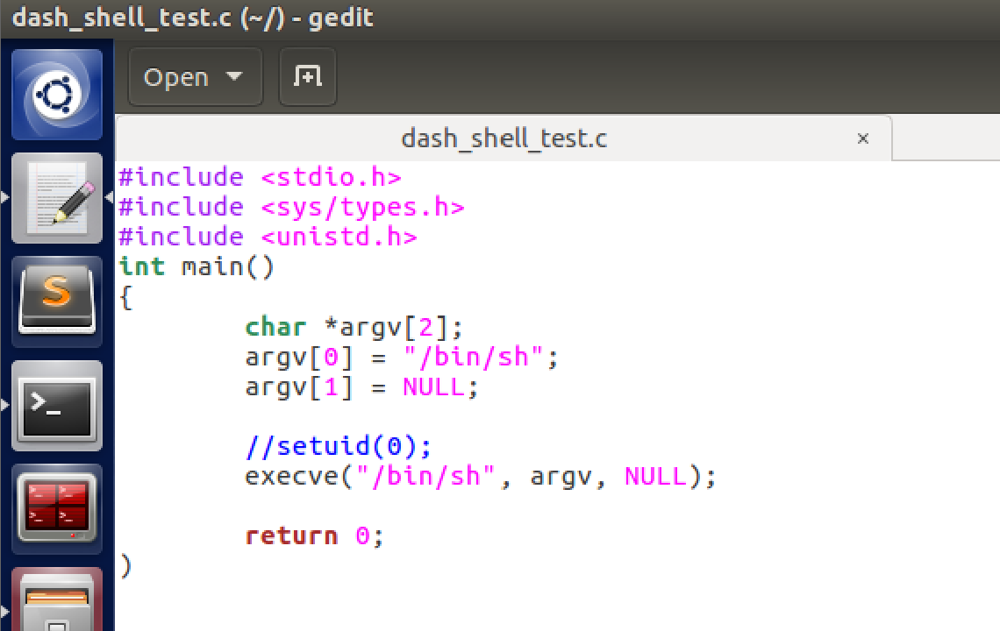 dash_shell_test.c (~/) - gedit
Open
dash_shell_test.c ×
#include <stdio.h>
#include <sys/types.h>
#include <unistd.h>
int main()
{
        char *argv[2];
        argv[0] = "/bin/sh";
        argv[1] = NULL;

        //setuid(0);
        execve("/bin/sh", argv, NULL);

        return 0;
)